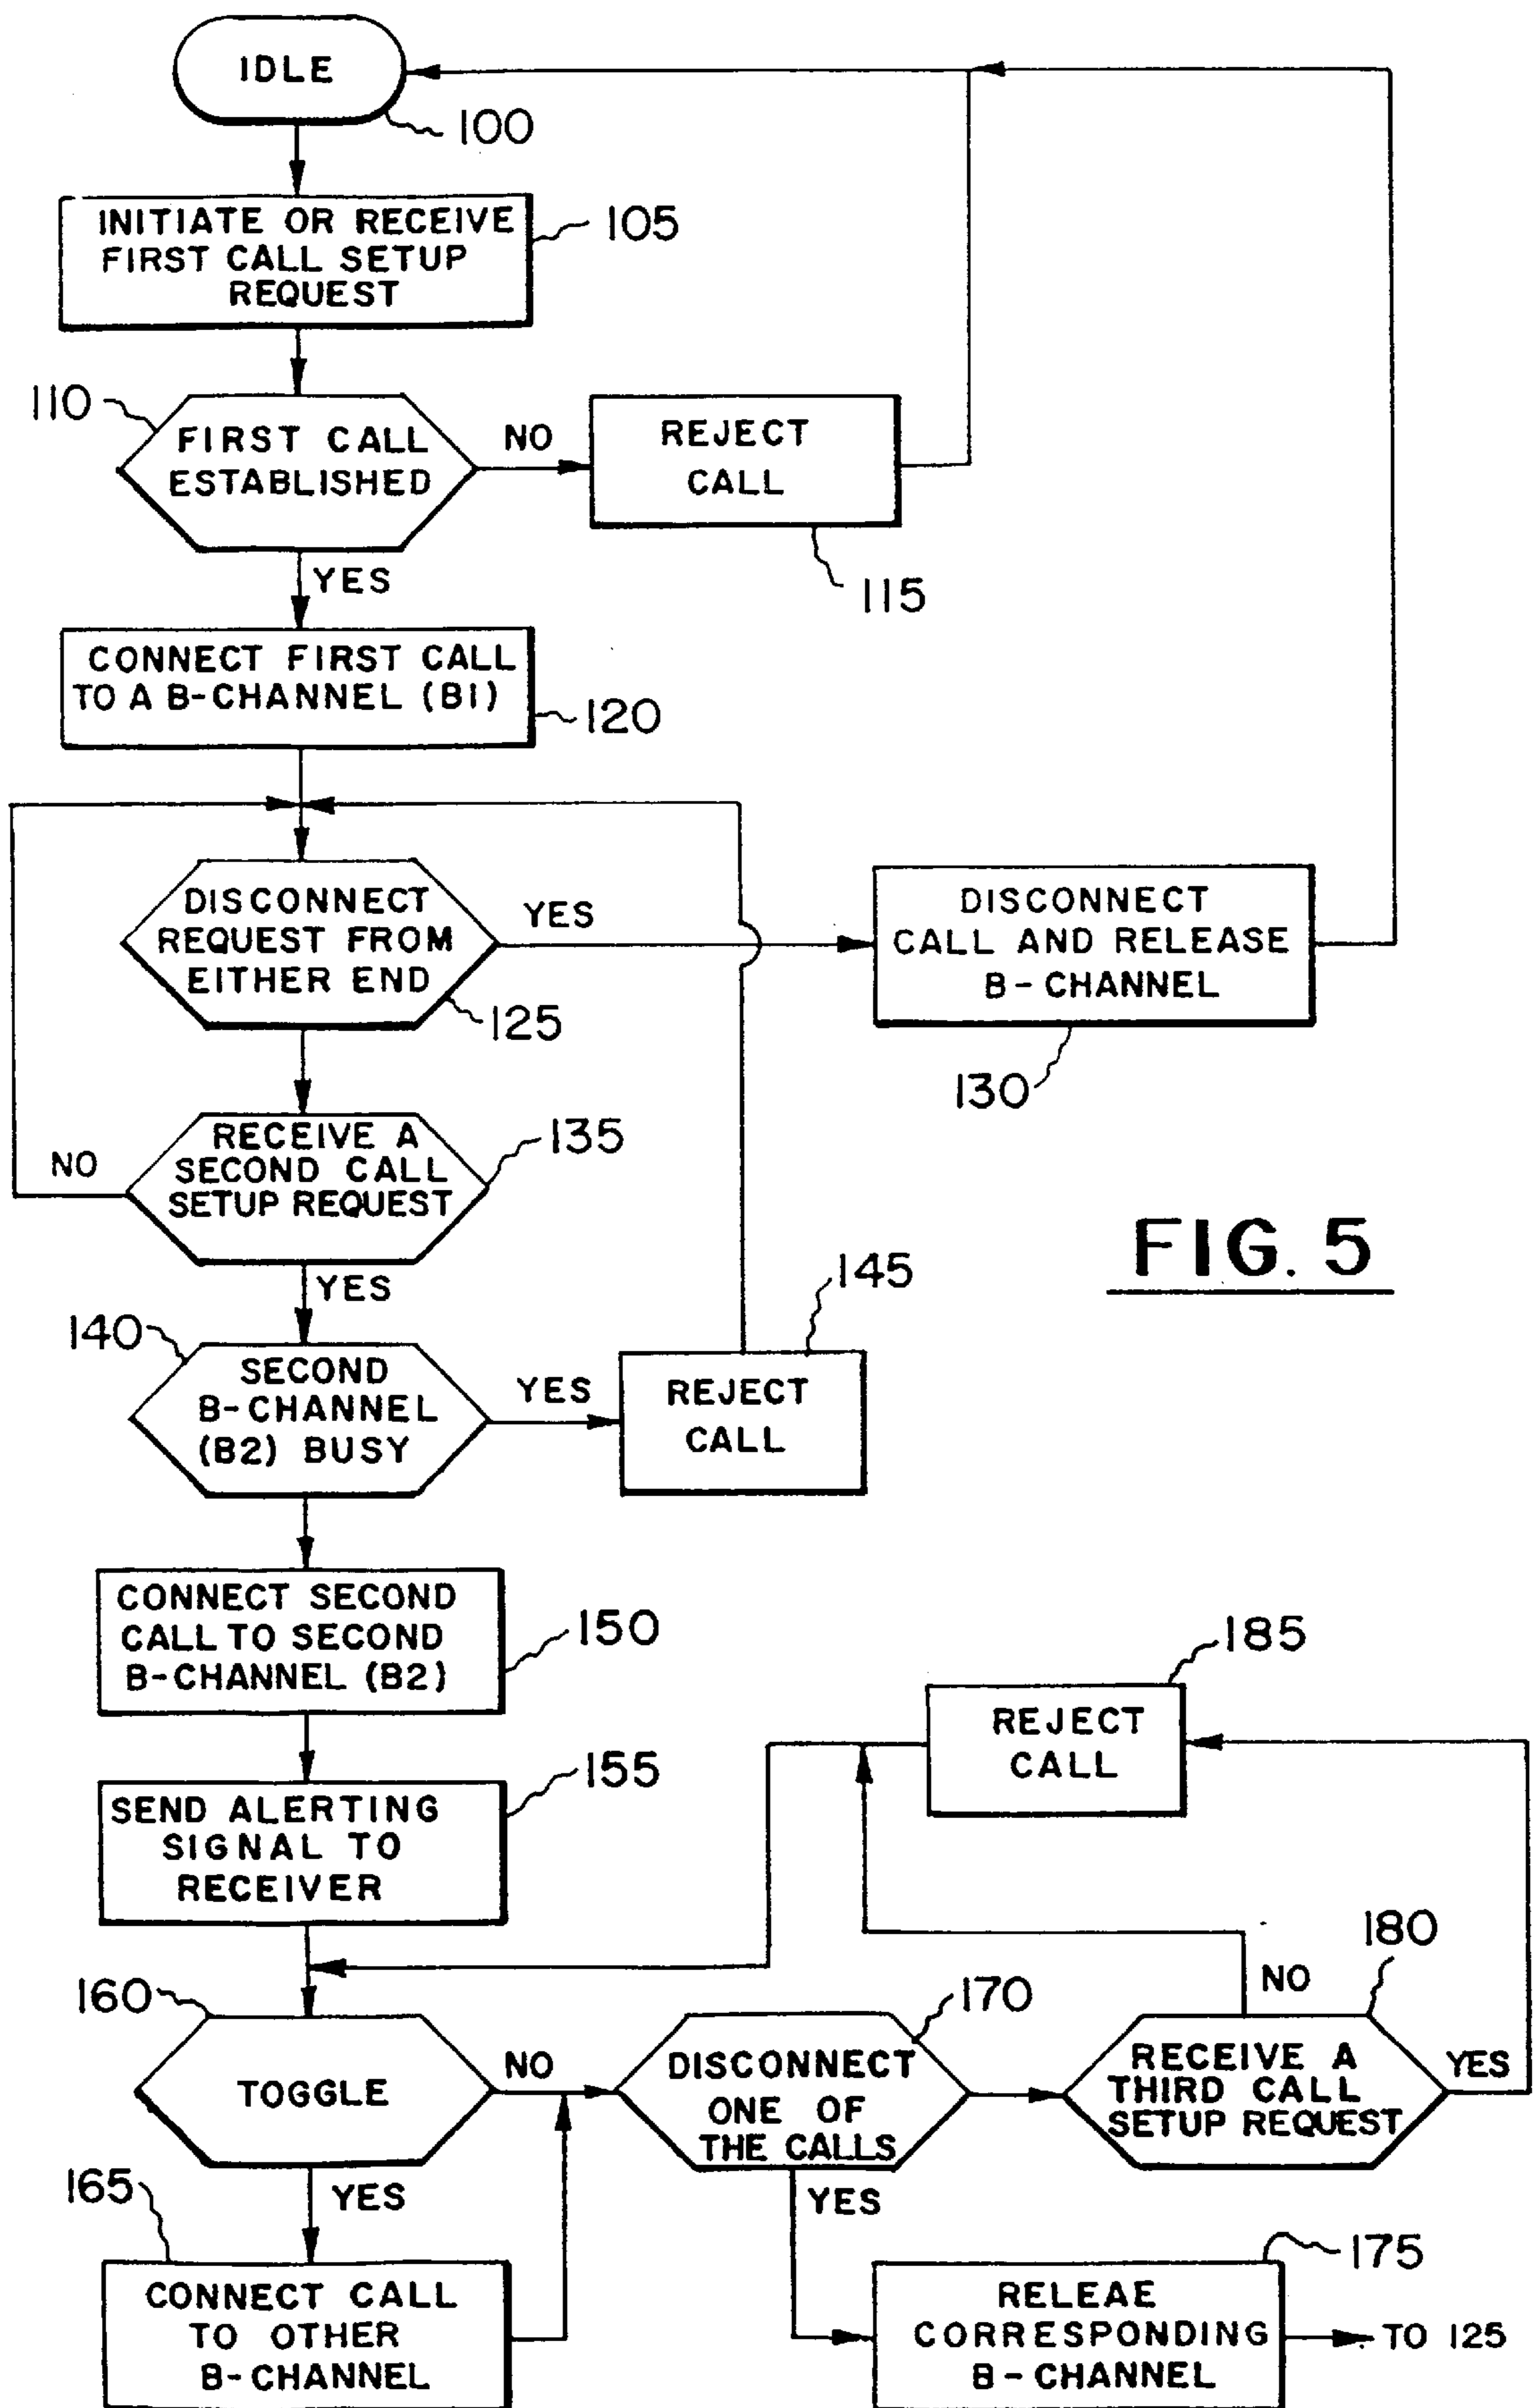 IDLE
100
INITIATE OR RECEIVE
FIRST CALL SETUP
REQUEST
105
110
FIRST CALL
ESTABLISHED
NO
REJECT
CALL
115
YES
CONNECT FIRST CALL
TO A B-CHANNEL (B1)
120
DISCONNECT
REQUEST FROM
EITHER END
125
YES
DISCONNECT
CALL AND RELEASE
B-CHANNEL
130
RECEIVE A
SECOND CALL
SETUP REQUEST
135
NO
YES
FIG. 5
140
SECOND
B-CHANNEL
(B2) BUSY
YES
145
REJECT
CALL
CONNECT SECOND
CALL TO SECOND
B-CHANNEL (B2)
150
185
REJECT
CALL
SEND ALERTING
SIGNAL TO
RECEIVER
155
160
TOGGLE
NO
170
DISCONNECT
ONE OF
THE CALLS
180
NO
RECEIVE A
THIRD CALL
SETUP REQUEST
YES
165
YES
CONNECT CALL
TO OTHER
B-CHANNEL
YES
175
RELEAE
CORRESPONDING
B-CHANNEL
TO 125